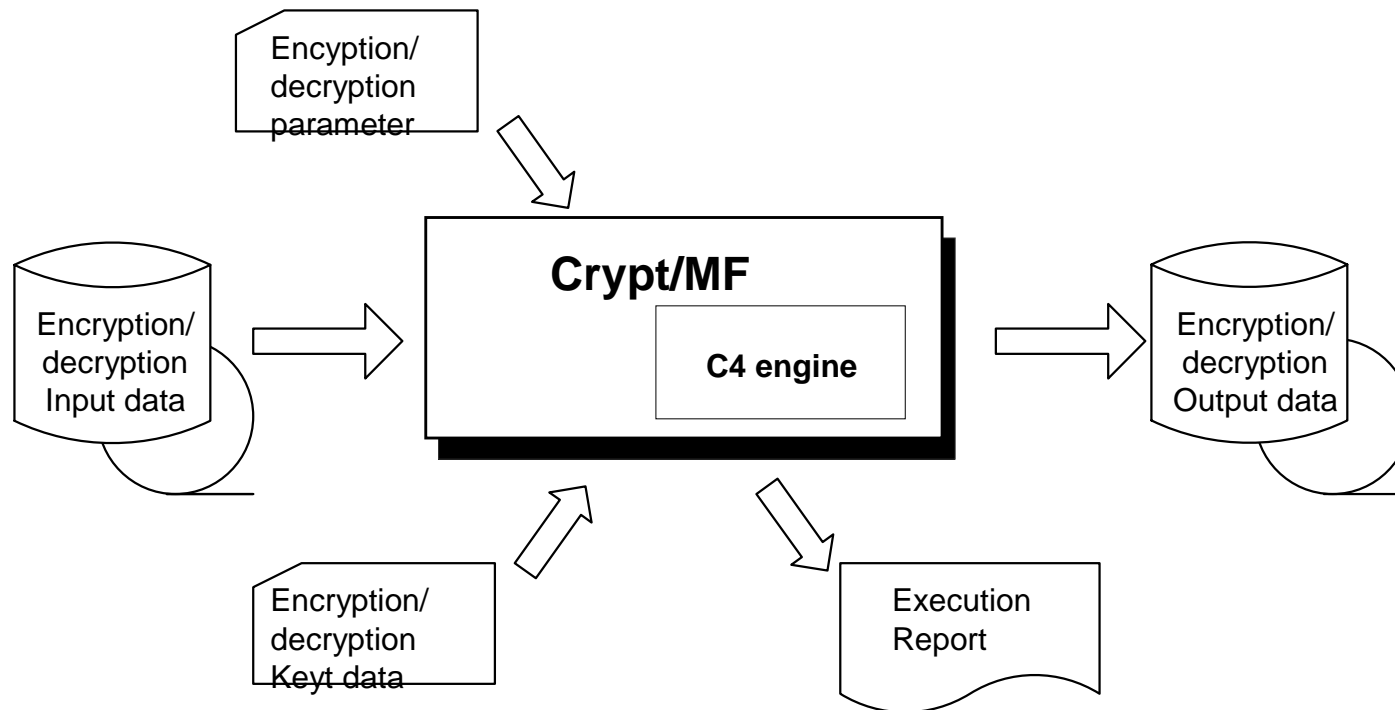 Encyption/
decryption
parameter
Crypt/MF
C4 engine
Encryption/
decryption
Input data
Encryption/
decryption
Output data
Encryption/
decryption
Keyt data
Execution
Report